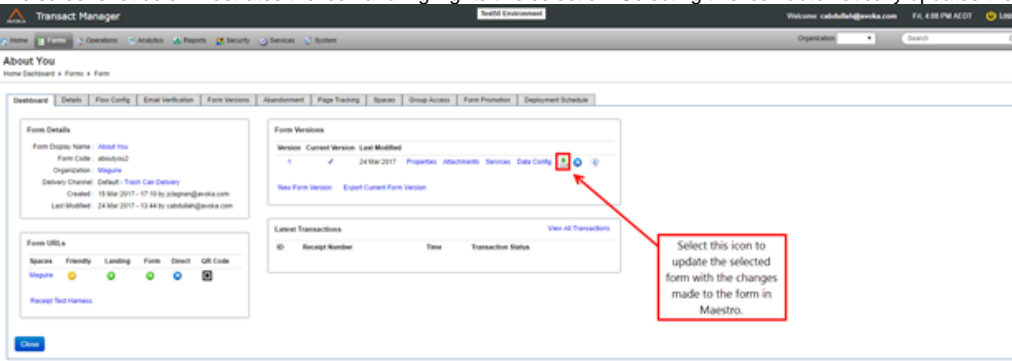 Transact Manager
Test58 Environment
Welcome: cabdullah@avoka.com Fri, 4:08 PM AEDT
Home Forms Operations Analytics Reports Security Services System
Organization Search
About You
Home Dashboard > Forms > Form
Dashboard Details Flow Config Email Verification Form Versions Abandonment Page Tracking Spaces Group Access Form Promotion Deployment Schedule
Form Details
Form Display Name: About You
Form Code: aboutyou2
Organization: Maguire
Delivery Channel: Default - Trash Can Delivery
Created: 15 Mar 2017 - 17:19 by
Last Modified: 24 Mar 2017 - 13:44 by cabdullah@avoka.com
Form Versions
Version Current Version Last Modified
1 24 Mar 2017 Properties Attachments Services Data Config
New Form Version Export Current Form Version
Latest Transactions View All Transactions
ID Receipt Number Time Transaction Status
Form URLs
Spaces Friendly Landing Form Direct QR Code
Maguire
Receipt Test Harness
Select this icon to
update the selected
form with the changes
made to the form in
Maestro.
Close